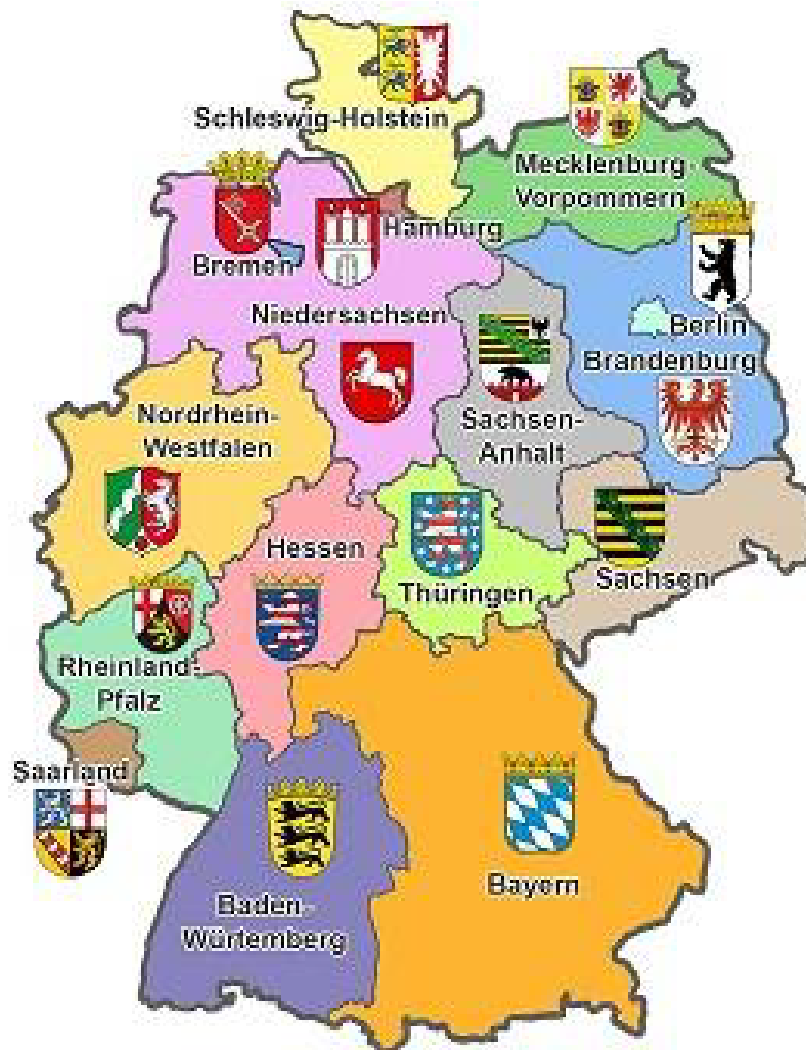 Schleswig-Holstein
Mecklenburg-
Vorpommern
Hamburg
Bremen
Niedersachsen
Berlin
Brandenburg
Nordrhein-
Westfalen
Sachsen-
Anhalt
Hessen
Thüringen
Sachsen
Rheinland-
Pfalz
Saarland
Bayern
Baden-
Würtemberg